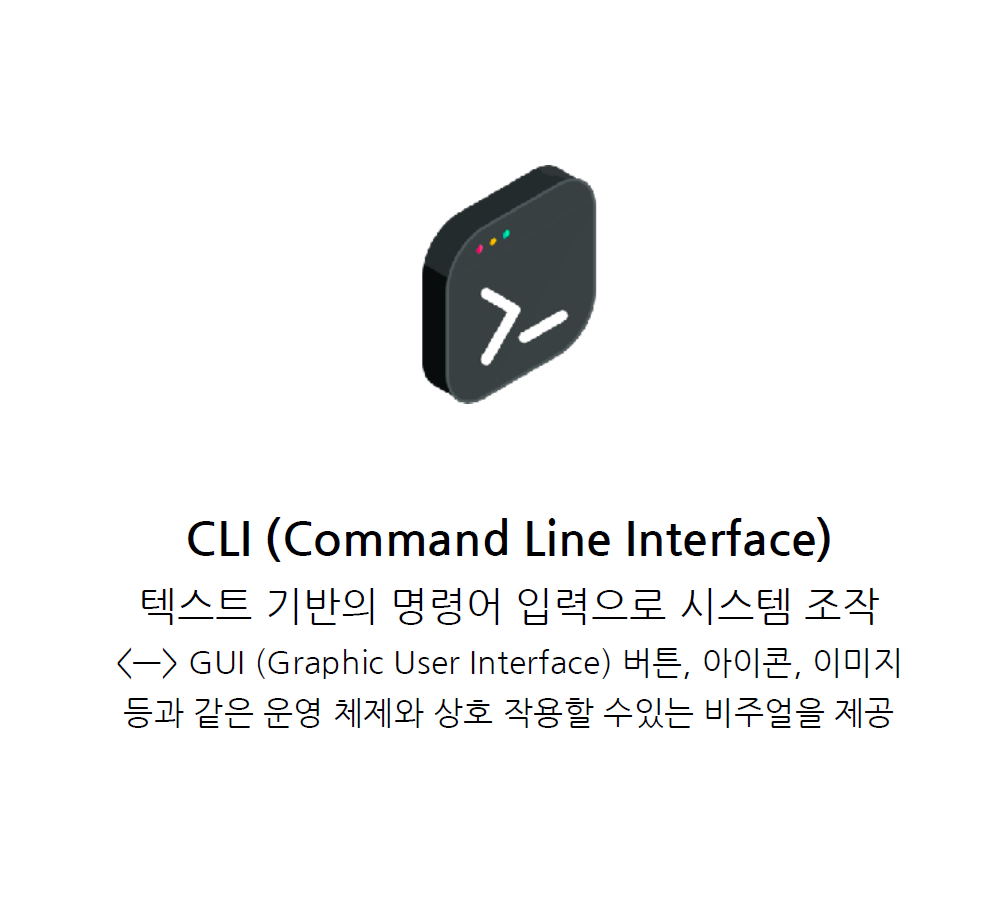 CLI (Command Line Interface)
텍스트 기반의 명령어 입력으로 시스템 조작
<―> GUI (Graphic User Interface) 버튼, 아이콘, 이미지
등과 같은 운영 체제와 상호 작용할 수있는 비주얼을 제공